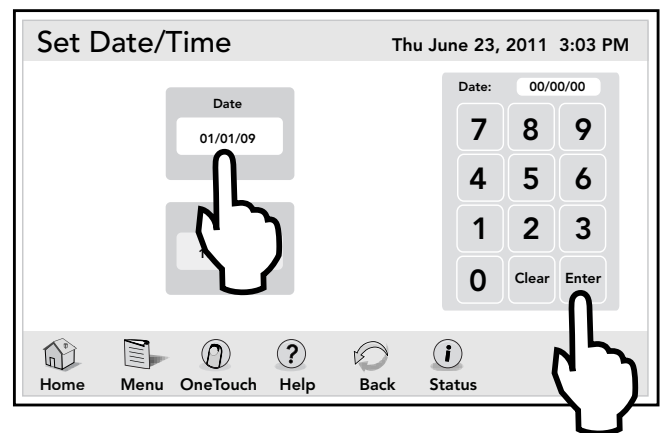 Set Date/Time Thu June 23, 2011 3:03 PM
Date
01/01/09
Date: 00/00/00
7 8 9
4 5 6
1 2 3
0 Clear Enter
Home Menu OneTouch Help Back Status